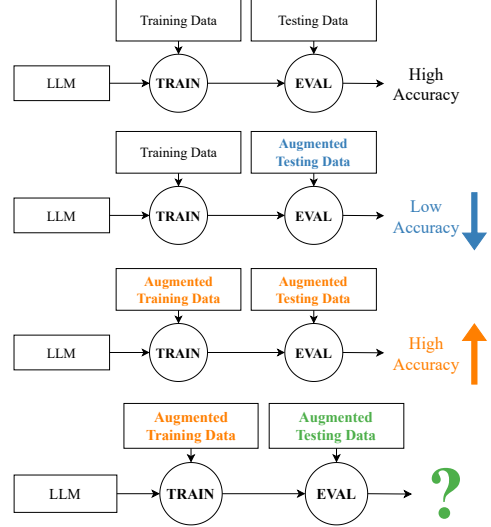 Training Data
Testing Data
LLM
TRAIN
EVAL
High
Accuracy
Training Data
Augmented
Testing Data
LLM
TRAIN
EVAL
Low
Accuracy
Augmented
Training Data
Augmented
Testing Data
LLM
TRAIN
EVAL
High
Accuracy
Augmented
Training Data
Augmented
Testing Data
LLM
TRAIN
EVAL
?